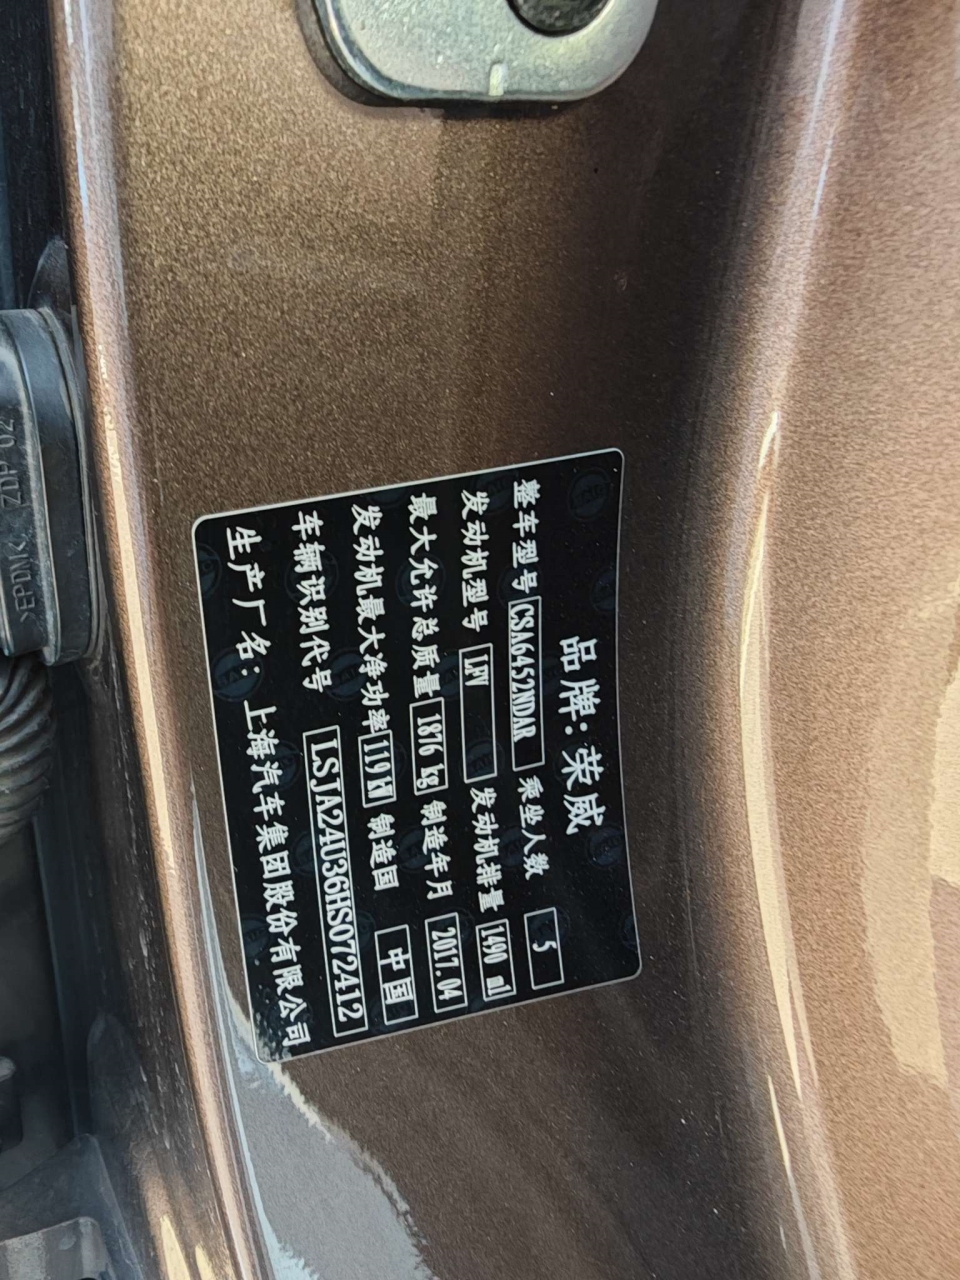 品牌：荣威
整车型号 CSA6452NDAR 乘坐人数 5
发动机型号 LFV 发动机排量 1490 ml
最大允许总质量 1876 kg 制造年月 2017.04
发动机最大净功率 119 kW 制造国 中国
车辆识别代号 LSJA24U36HS072412
生产厂名：上海汽车集团股份有限公司
EPDM